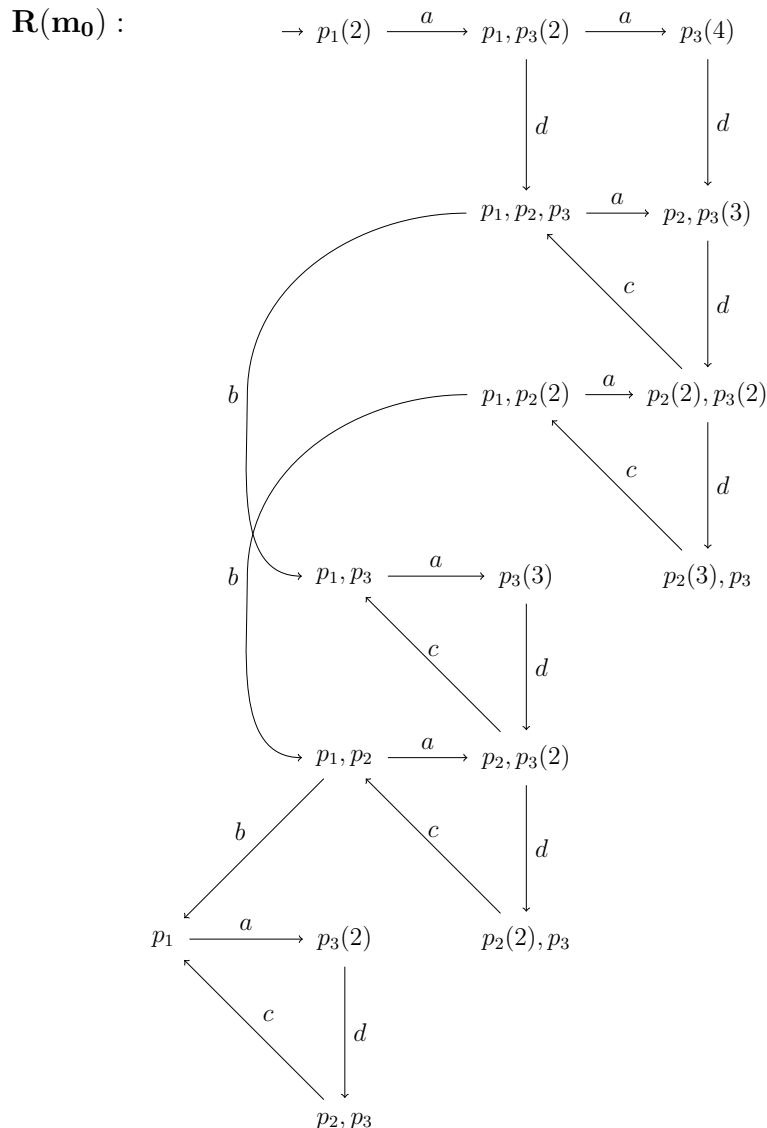 R(m₀) :
p₁(2) a p₁, p₃(2) a p₃(4)
d d
p₁, p₂, p₃ a p₂, p₃(3)
c d
b p₁, p₂(2) a p₂(2), p₃(2)
c d
b p₁, p₃ a p₃(3) p₂(3), p₃
c d
p₁, p₂ a p₂, p₃(2)
b c d
p₁ a p₃(2) p₂(2), p₃
c d
p₂, p₃